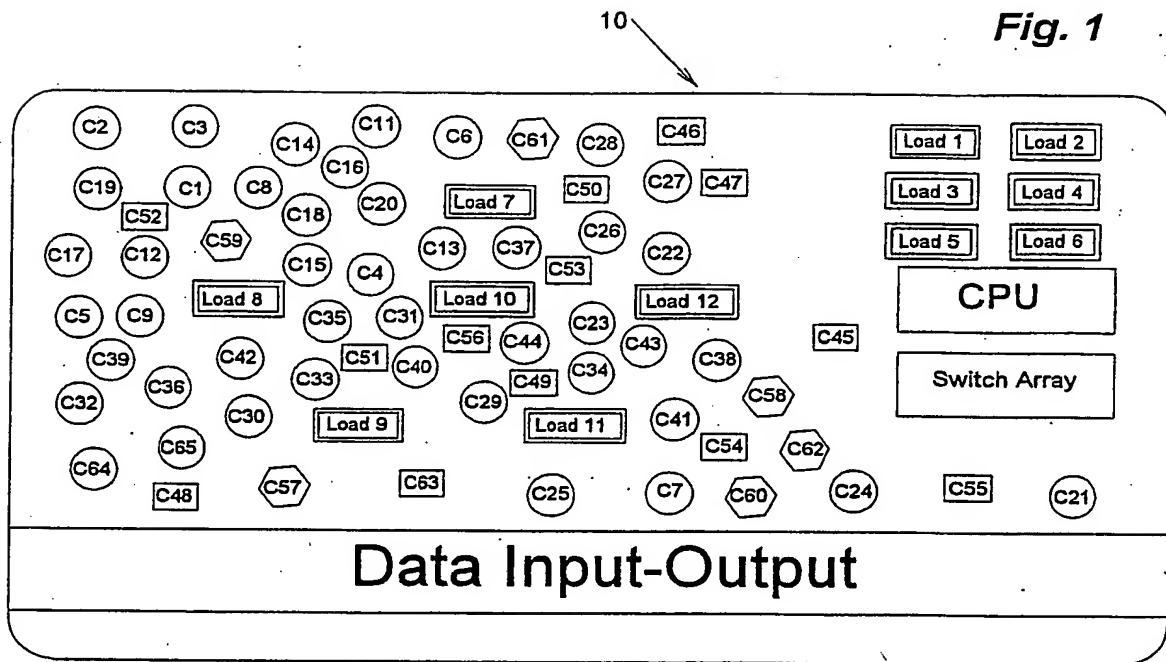 10
Fig. 1
C2 C3 C14 C11 C6 C61 C28 C46 Load 1 Load 2
C16
C19 C1 C8 C27 C47 C50 Load 3 Load 4
C52 C18 C20 Load 7
C59 C26 Load 5 Load 6
C17 C12 C15 C4 C13 C37 C53 C22
Load 8 Load 10 Load 12 CPU
C5 C9 C35 C31 C56 C44 C23 C43 C45
C39 C42 C51 C40 C38
C36 C33 C49 C34 Switch Array
C32 C30 C29 C58
Load 9 Load 11 C41
C65 C54 C62
C64 C48 C57 C63 C25 C7 C60 C24 C55 C21
Data Input-Output